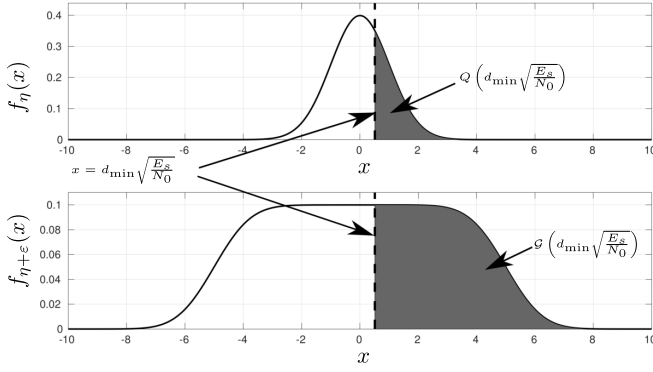 0.4
0.3
0.2
0.1
0
f_η(x)
Q ( d_min √(E_s/N_0) )
-10 -8 -6 -4 -2 0 2 4 6 8 10
x
x = d_min √(E_s/N_0)
0.1
0.08
0.06
0.04
0.02
0
f_{η+ε}(x)
𝒢 ( d_min √(E_s/N_0) )
-10 -8 -6 -4 -2 0 2 4 6 8 10
x